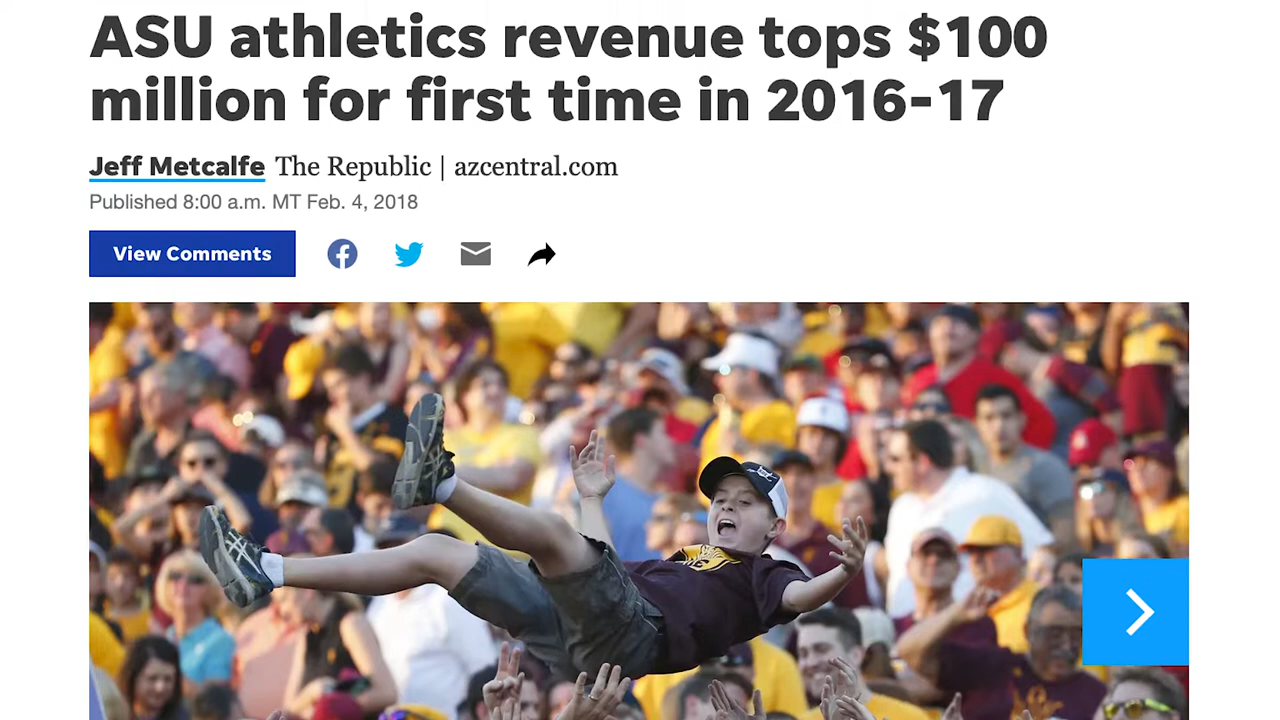 ASU athletics revenue tops $100
million for first time in 2016-17
Jeff Metcalfe The Republic | azcentral.com
Published 8:00 a.m. MT Feb. 4, 2018
View Comments